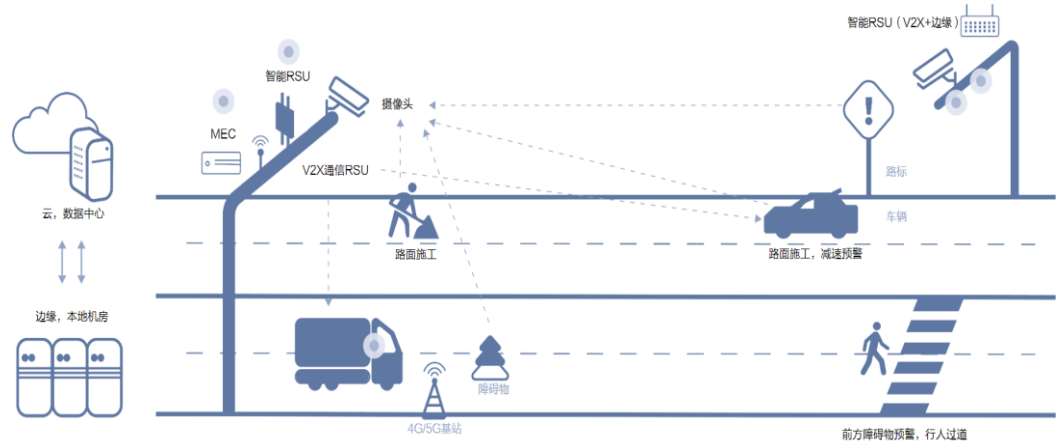 智能RSU（V2X+边缘）
智能RSU
摄像头
MEC
V2X通信RSU
路标
云，数据中心
车辆
路面施工
路面施工，减速预警
边缘，本地机房
障碍物
4G/5G基站
前方障碍物预警，行人过道